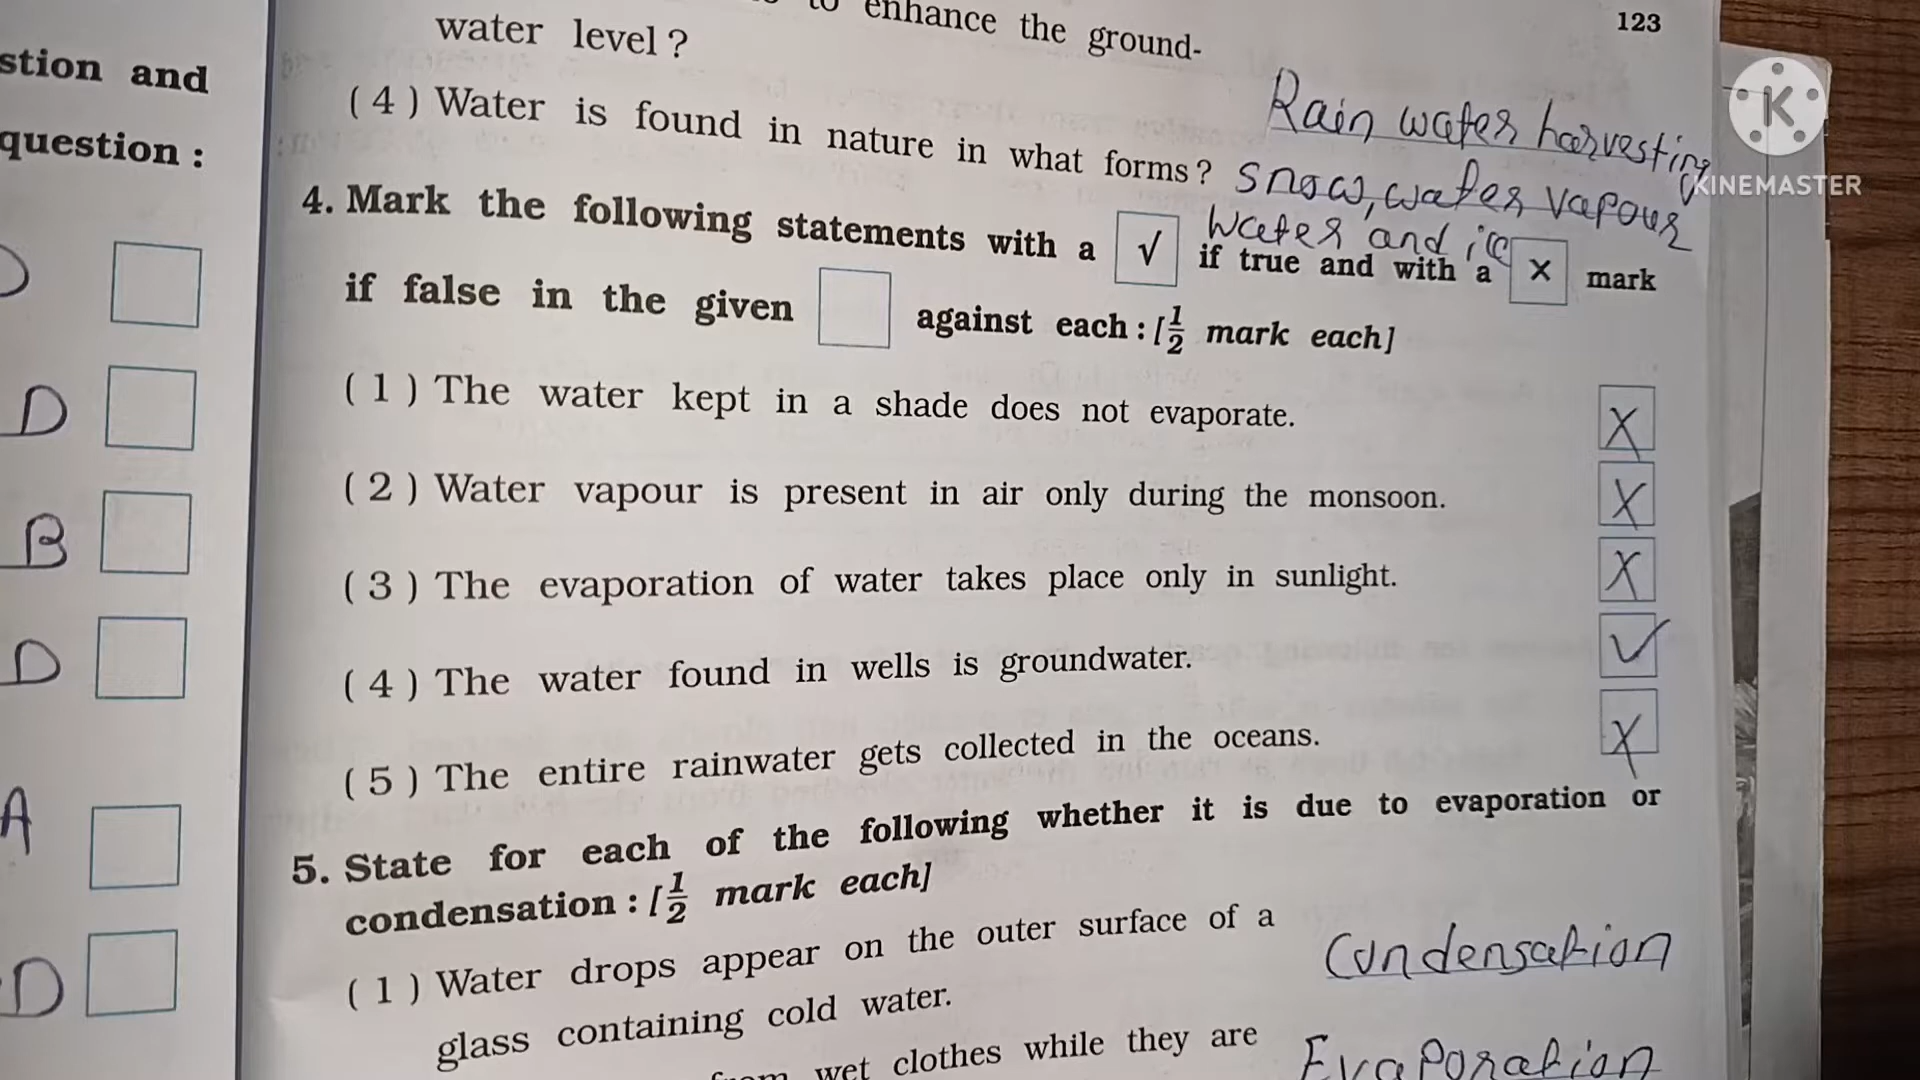 123
to enhance the ground-
water level ?
Rain water harvesting
( 4 ) Water is found in nature in what forms ? Snow, water vapour
water and ice
stion and
question :
4. Mark the following statements with a √ if true and with a x mark
if false in the given against each : [1/2 mark each]
( 1 ) The water kept in a shade does not evaporate. X
( 2 ) Water vapour is present in air only during the monsoon. X
( 3 ) The evaporation of water takes place only in sunlight. X
( 4 ) The water found in wells is groundwater. ✓
( 5 ) The entire rainwater gets collected in the oceans. X
5. State for each of the following whether it is due to evaporation or
condensation : [1/2 mark each]
( 1 ) Water drops appear on the outer surface of a
glass containing cold water.
Condensation
from wet clothes while they are
Evaporation
D
B
D
A
D
K
KINEMASTER